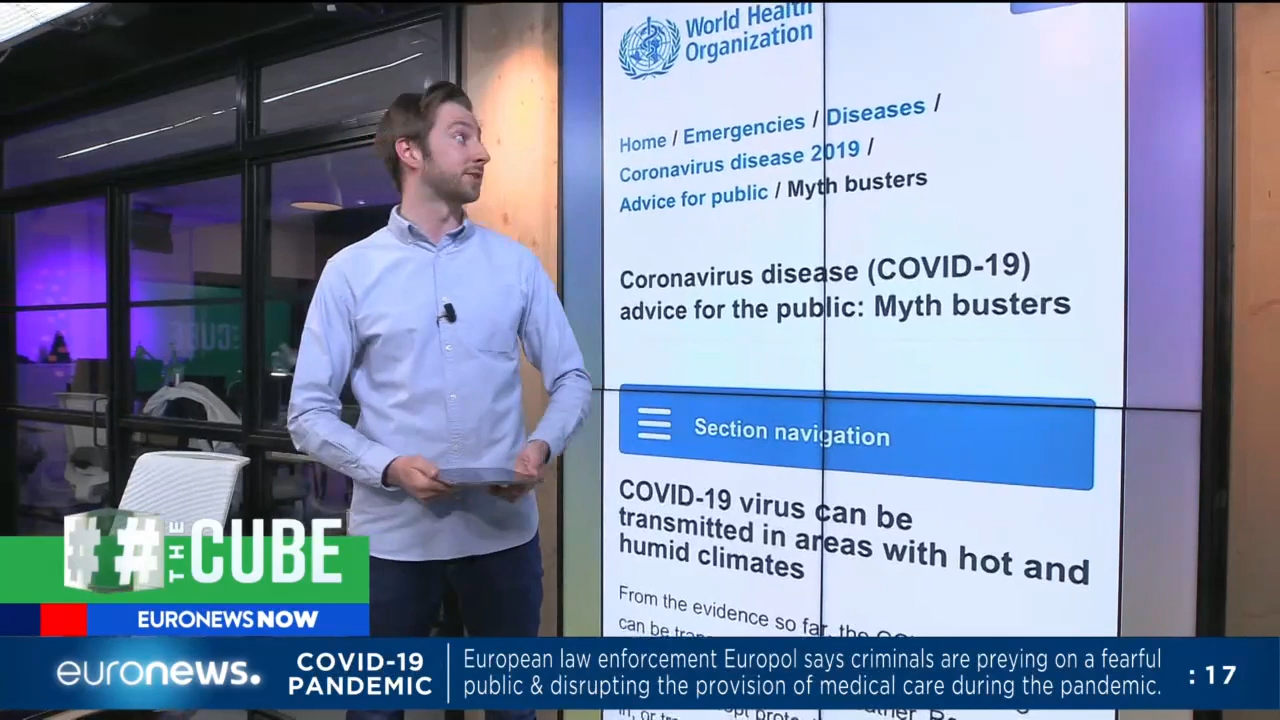 World Health
Organization
Home / Emergencies / Diseases /
Coronavirus disease 2019 /
Advice for public / Myth busters
Coronavirus disease (COVID-19)
advice for the public: Myth busters
Section navigation
COVID-19 virus can be
transmitted in areas with hot and
humid climates
From the evidence so far, the
can be
CUBE
##THE CUBE
EURONEWS NOW
euronews.
COVID-19
PANDEMIC
European law enforcement Europol says criminals are preying on a fearful
public & disrupting the provision of medical care during the pandemic.
:17